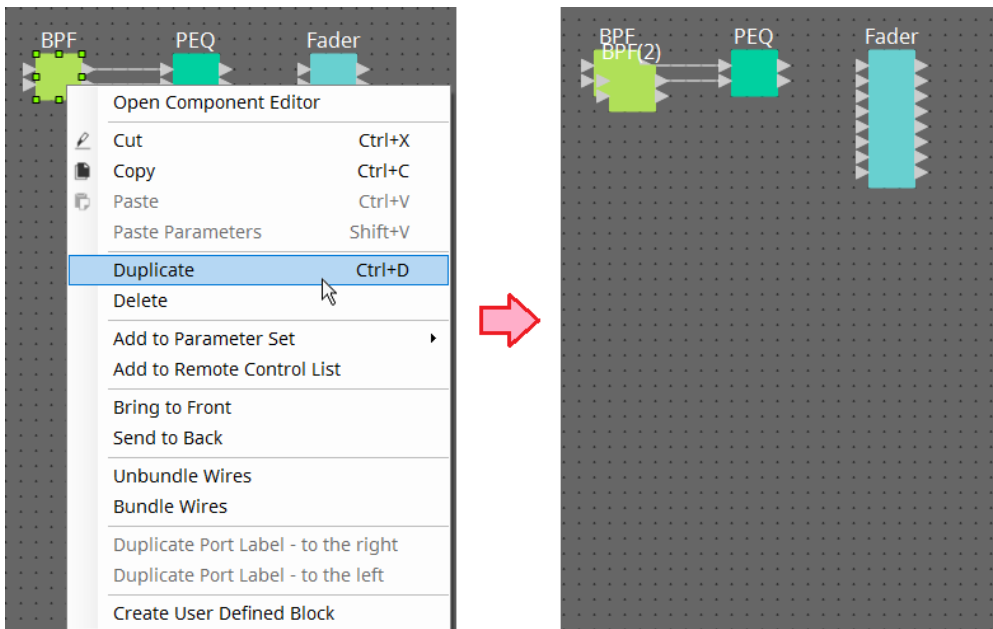 BPF PEQ Fader
Open Component Editor
Cut Ctrl+X
Copy Ctrl+C
Paste Ctrl+V
Paste Parameters Shift+V
Duplicate Ctrl+D
Delete
Add to Parameter Set
Add to Remote Control List
Bring to Front
Send to Back
Unbundle Wires
Bundle Wires
Duplicate Port Label - to the right
Duplicate Port Label - to the left
Create User Defined Block
BPF PEQ Fader
BPF(2)